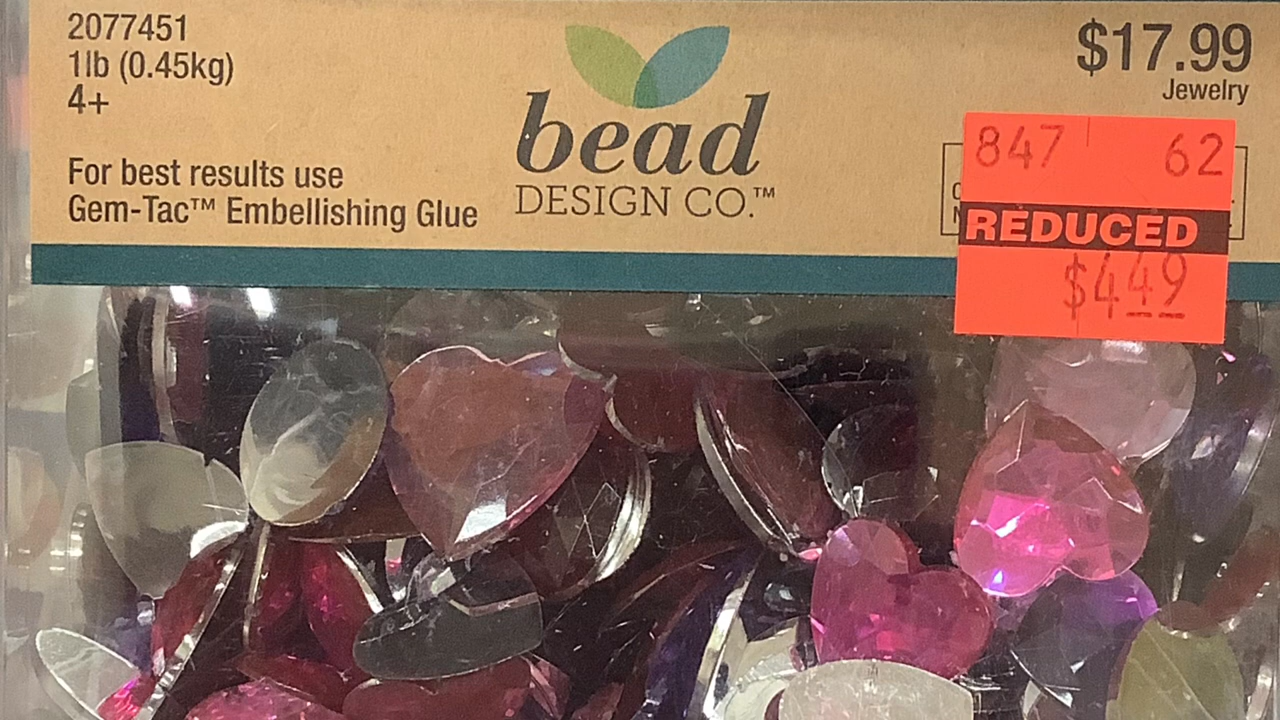 2077451
1lb (0.45kg)
4+
For best results use
Gem-Tac™ Embellishing Glue
bead
DESIGN CO.™
$17.99
Jewelry
847 62
REDUCED
$4.49